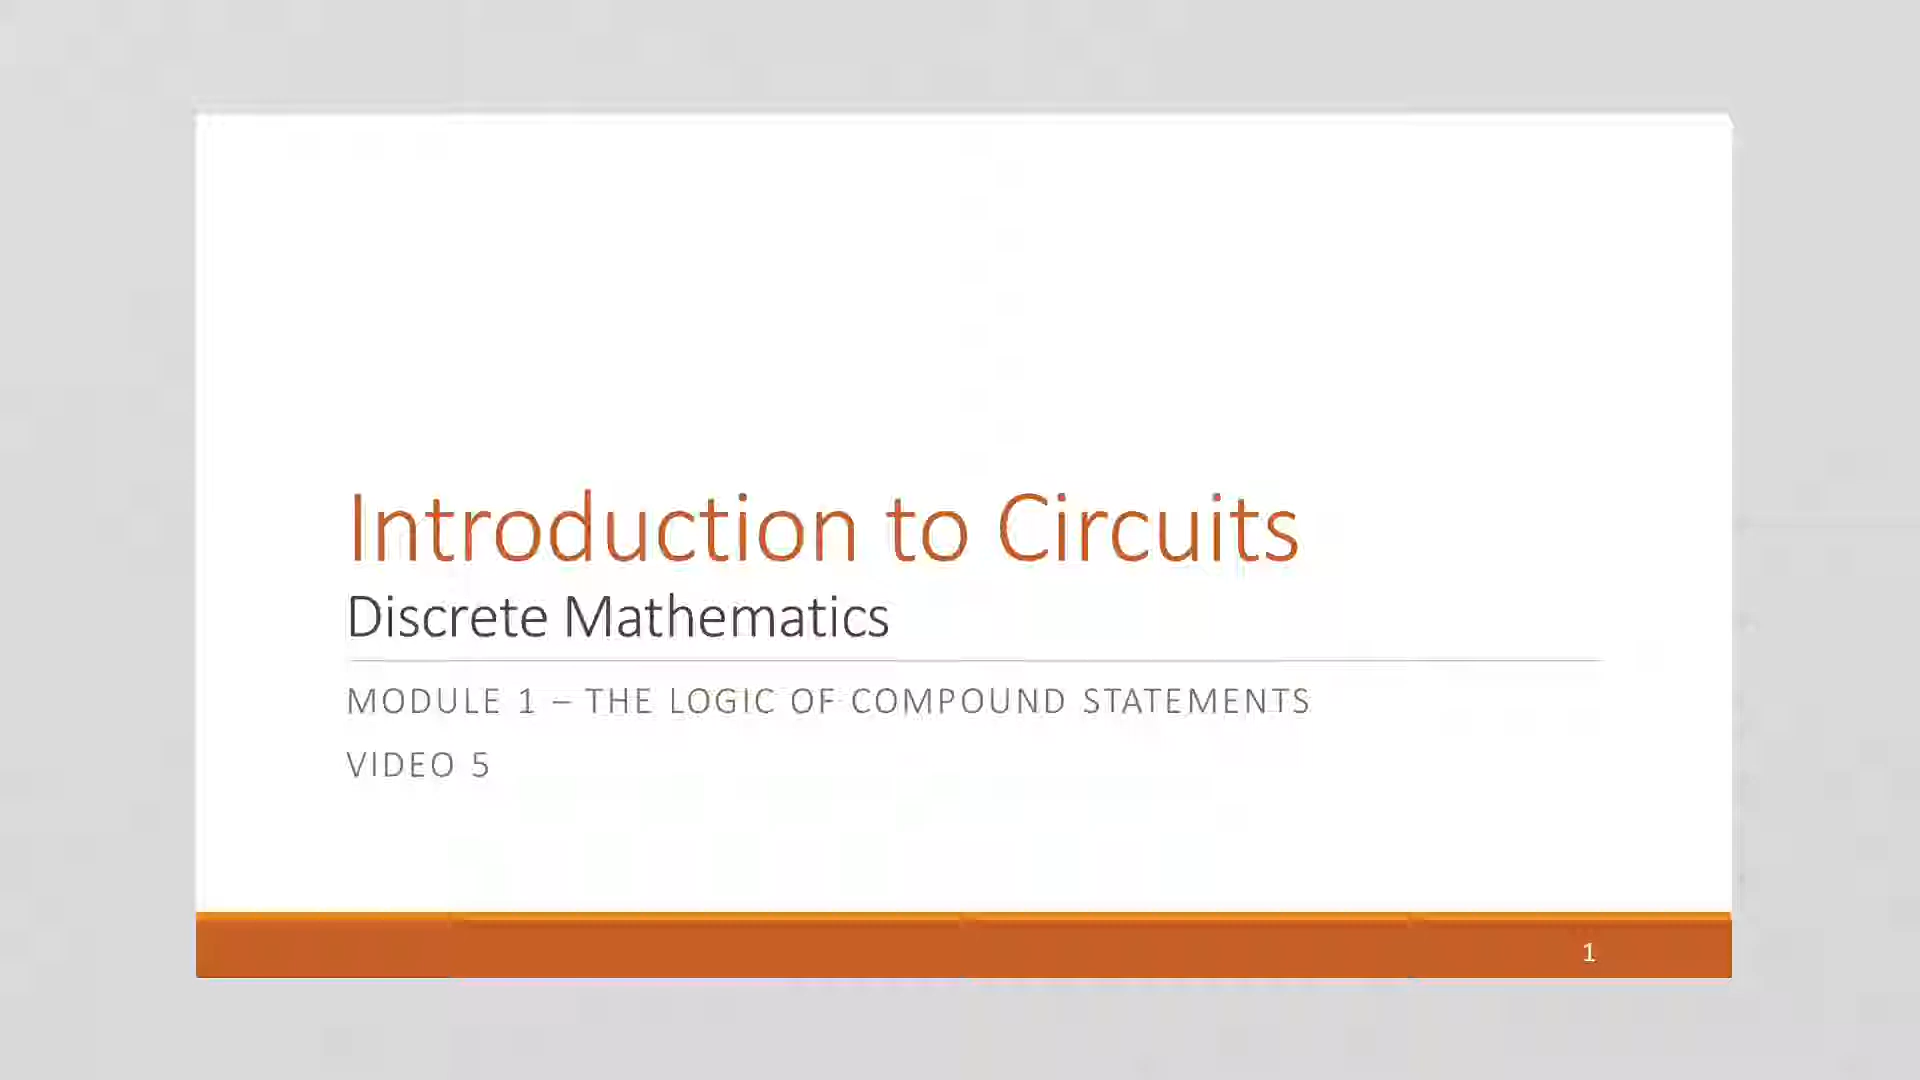 Introduction to Circuits
Discrete Mathematics
MODULE 1 – THE LOGIC OF COMPOUND STATEMENTS
VIDEO 5
1